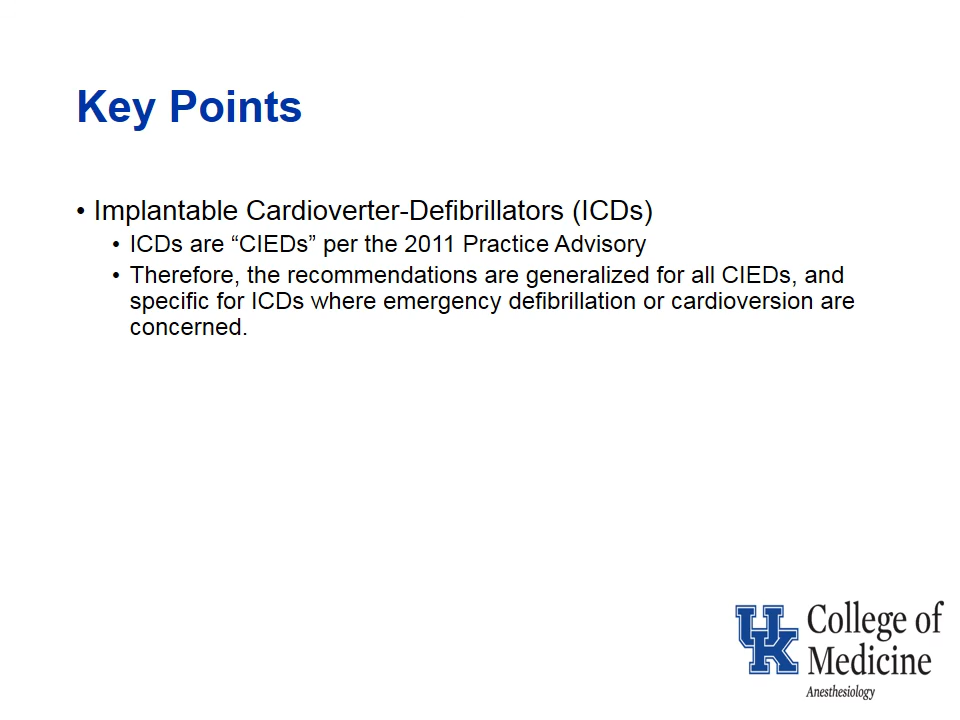 Key Points
• Implantable Cardioverter-Defibrillators (ICDs)
• ICDs are “CIEDs” per the 2011 Practice Advisory
• Therefore, the recommendations are generalized for all CIEDs, and
specific for ICDs where emergency defibrillation or cardioversion are
concerned.
UK
College of
Medicine
Anesthesiology